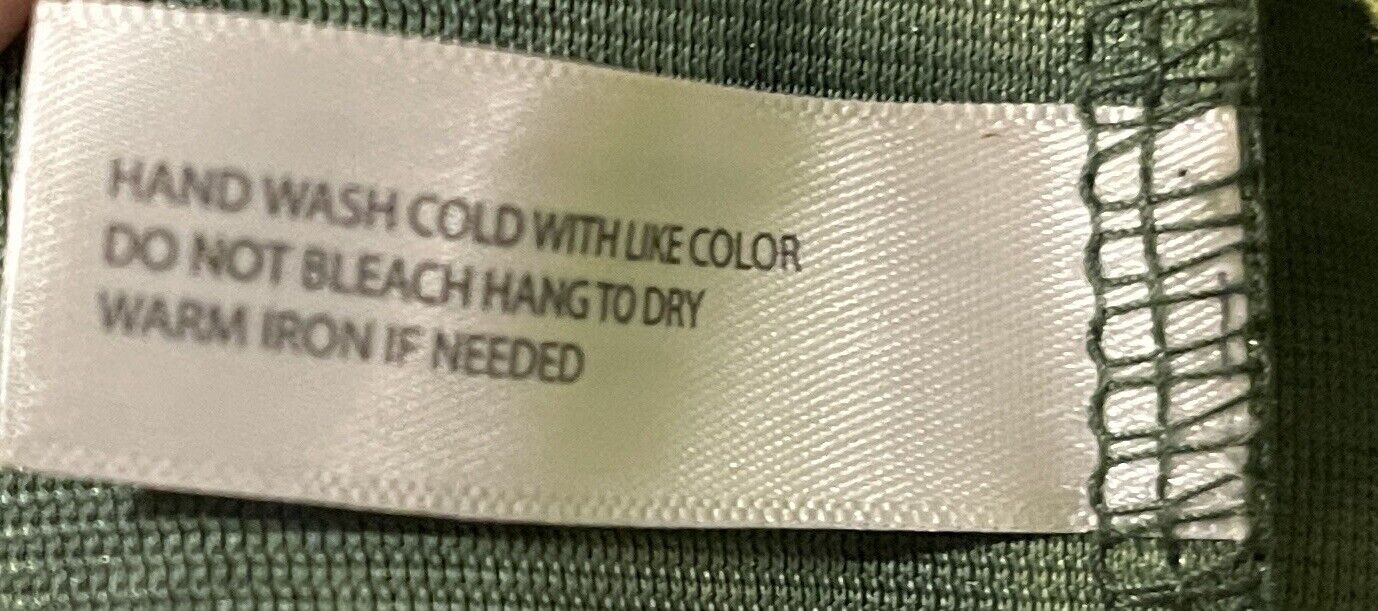 HAND WASH COLD WITH LIKE COLOR
DO NOT BLEACH HANG TO DRY
WARM IRON IF NEEDED